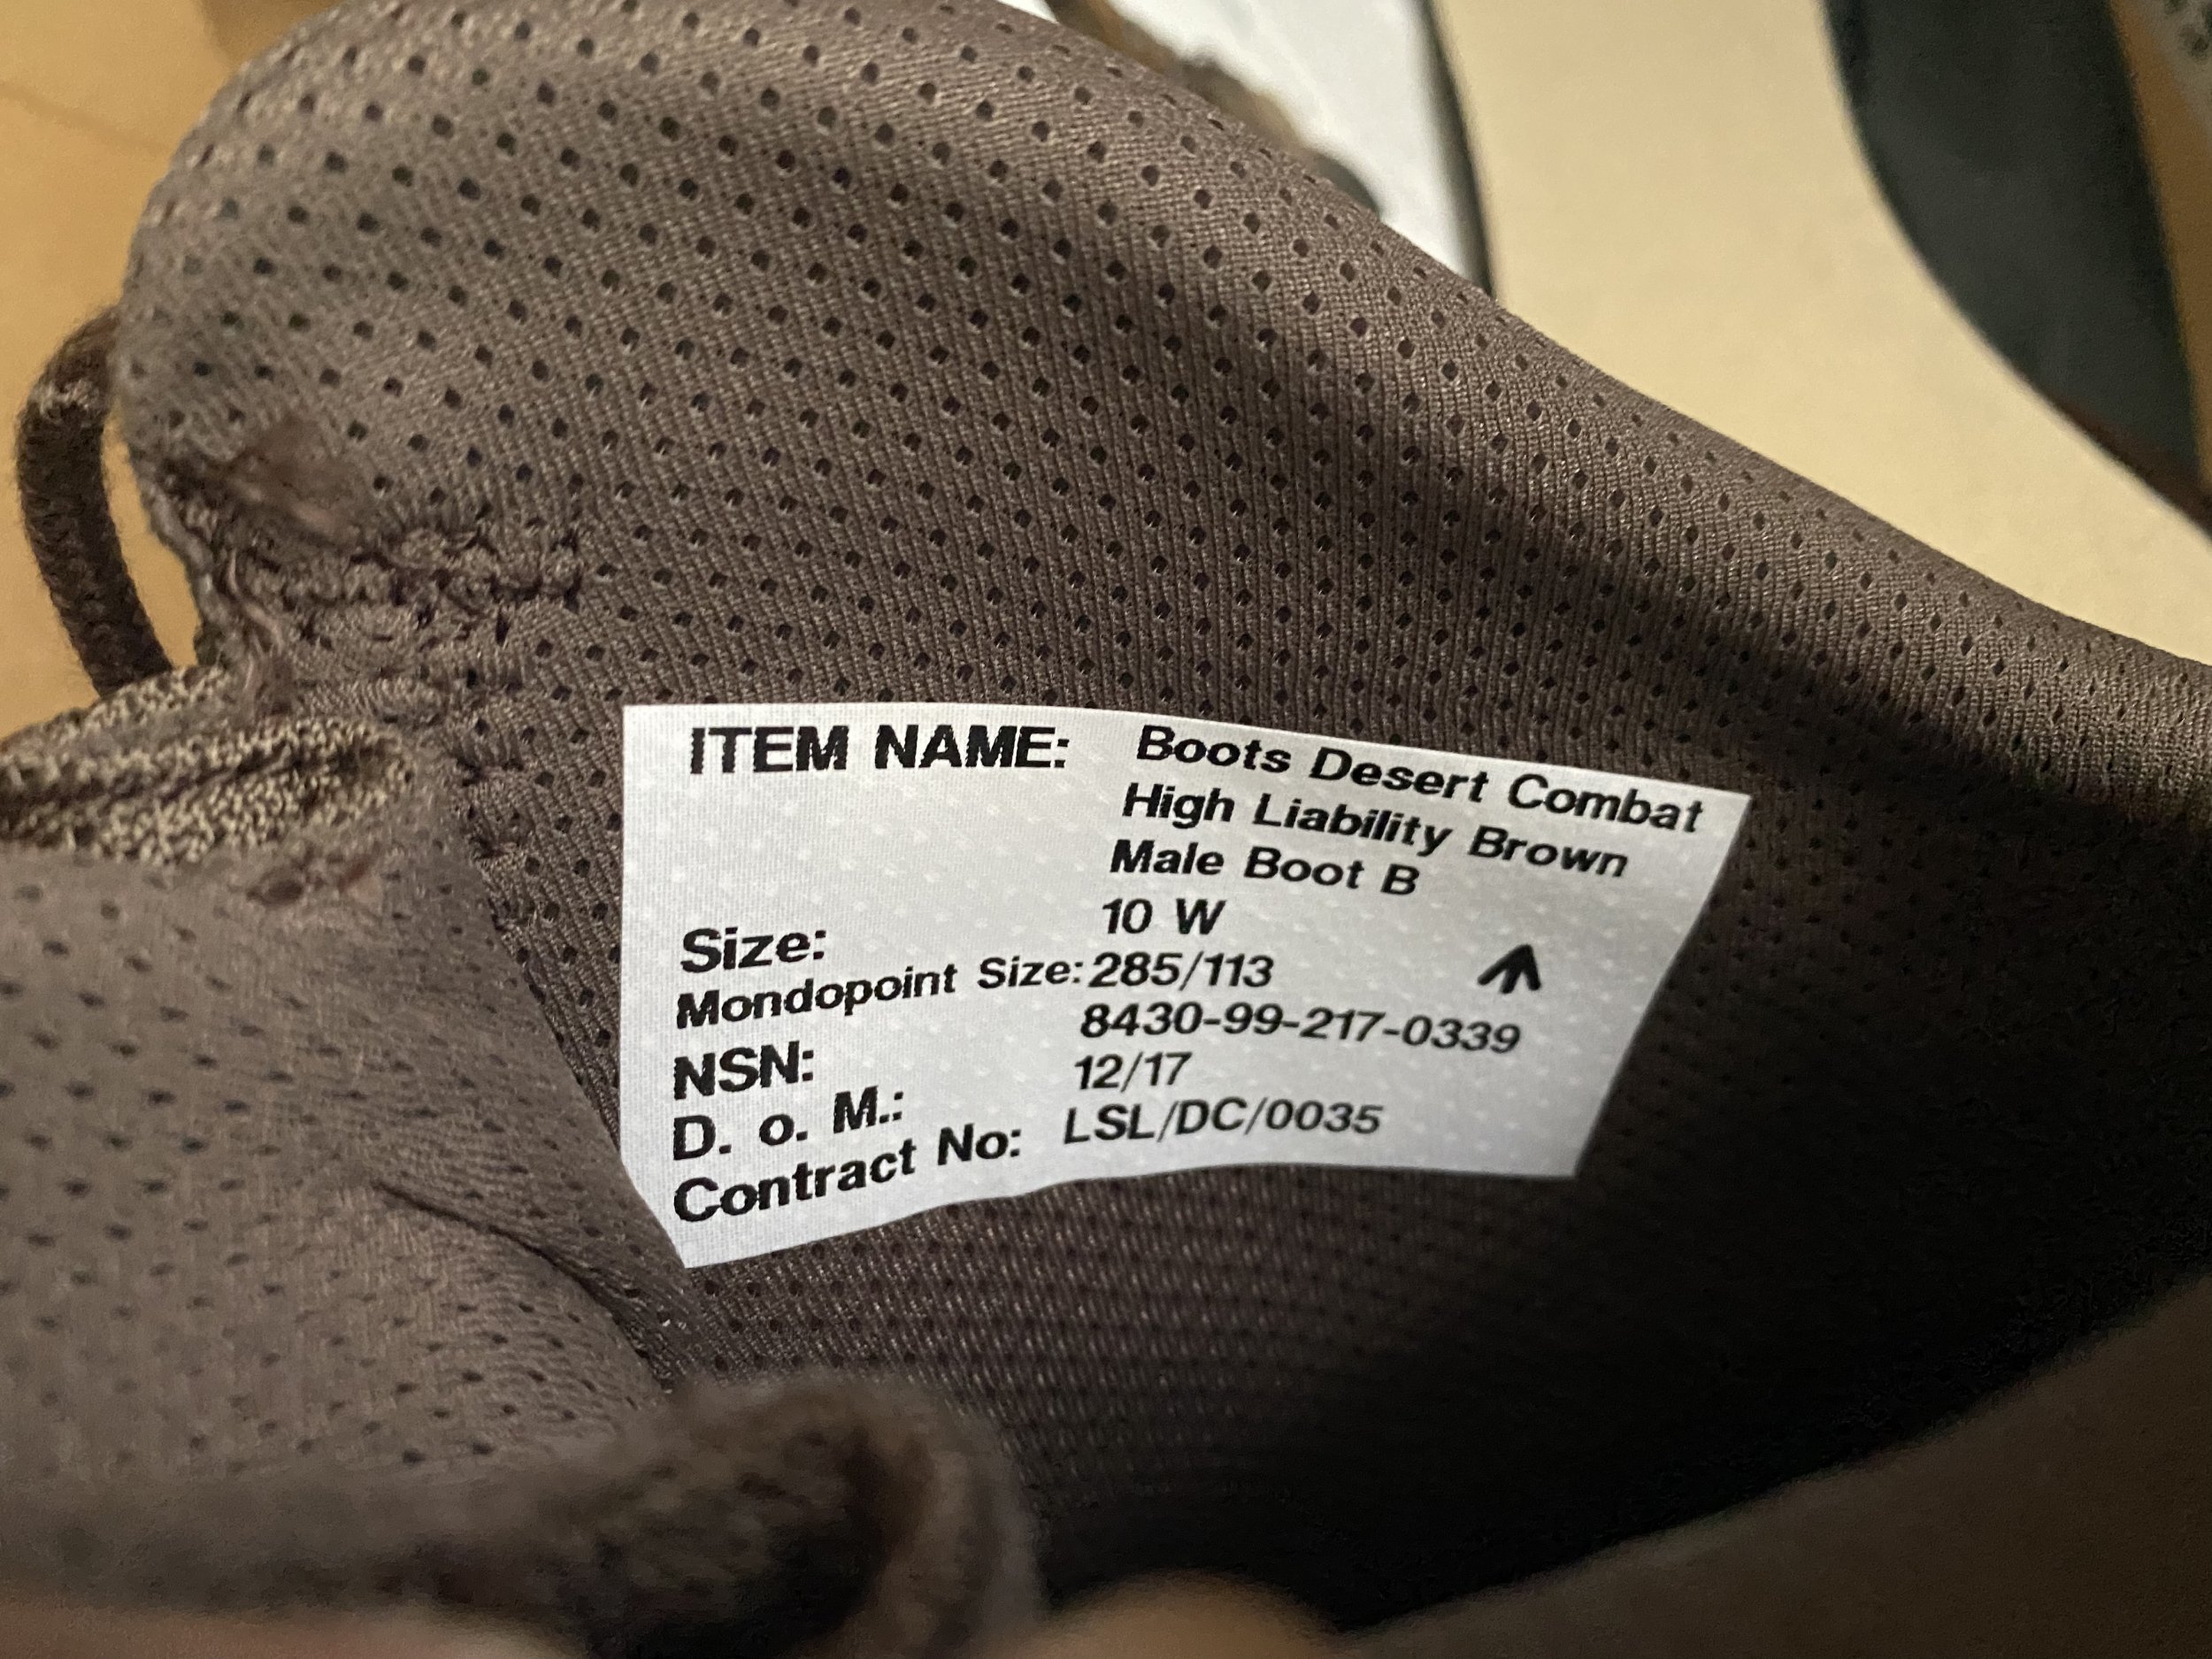 ITEM NAME: Boots Desert Combat
High Liability Brown
Male Boot B
Size: 10 W
Mondopoint Size: 285/113
NSN: 8430-99-217-0339
D. o. M.: 12/17
Contract No: LSL/DC/0035